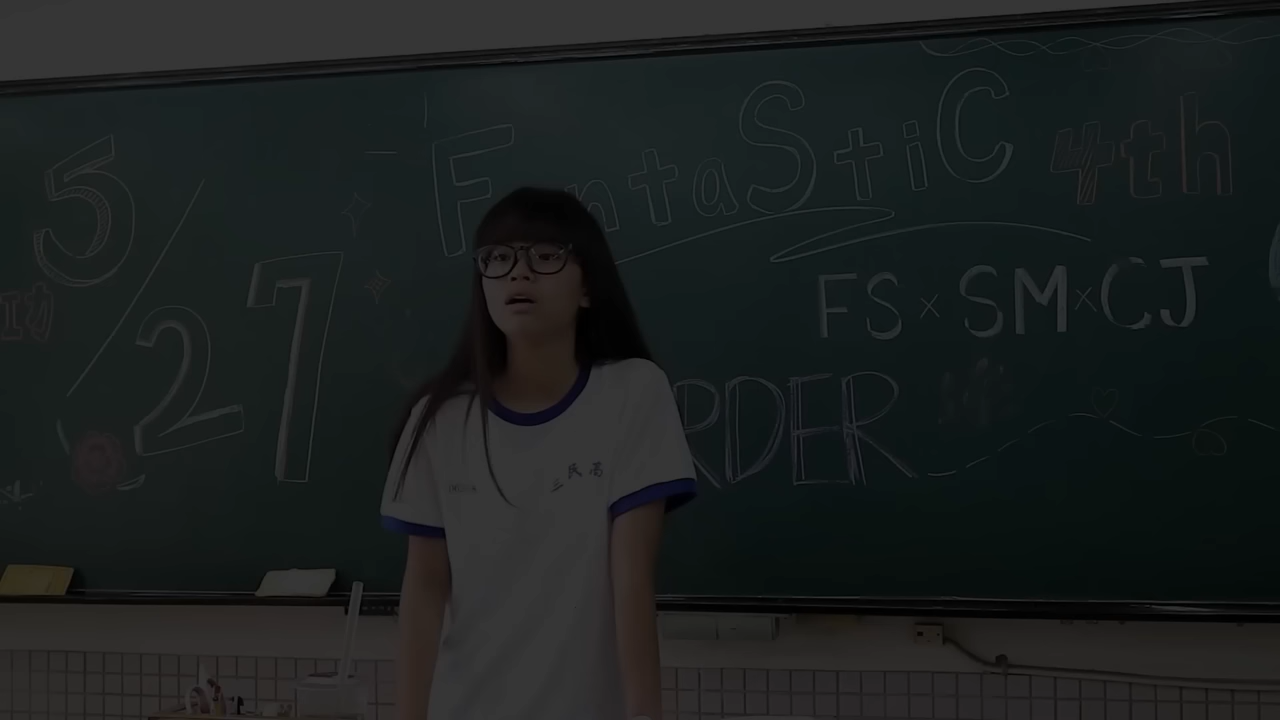 5/27
FantaStiC 4th
FS×SM×CJ
RDER
三民高